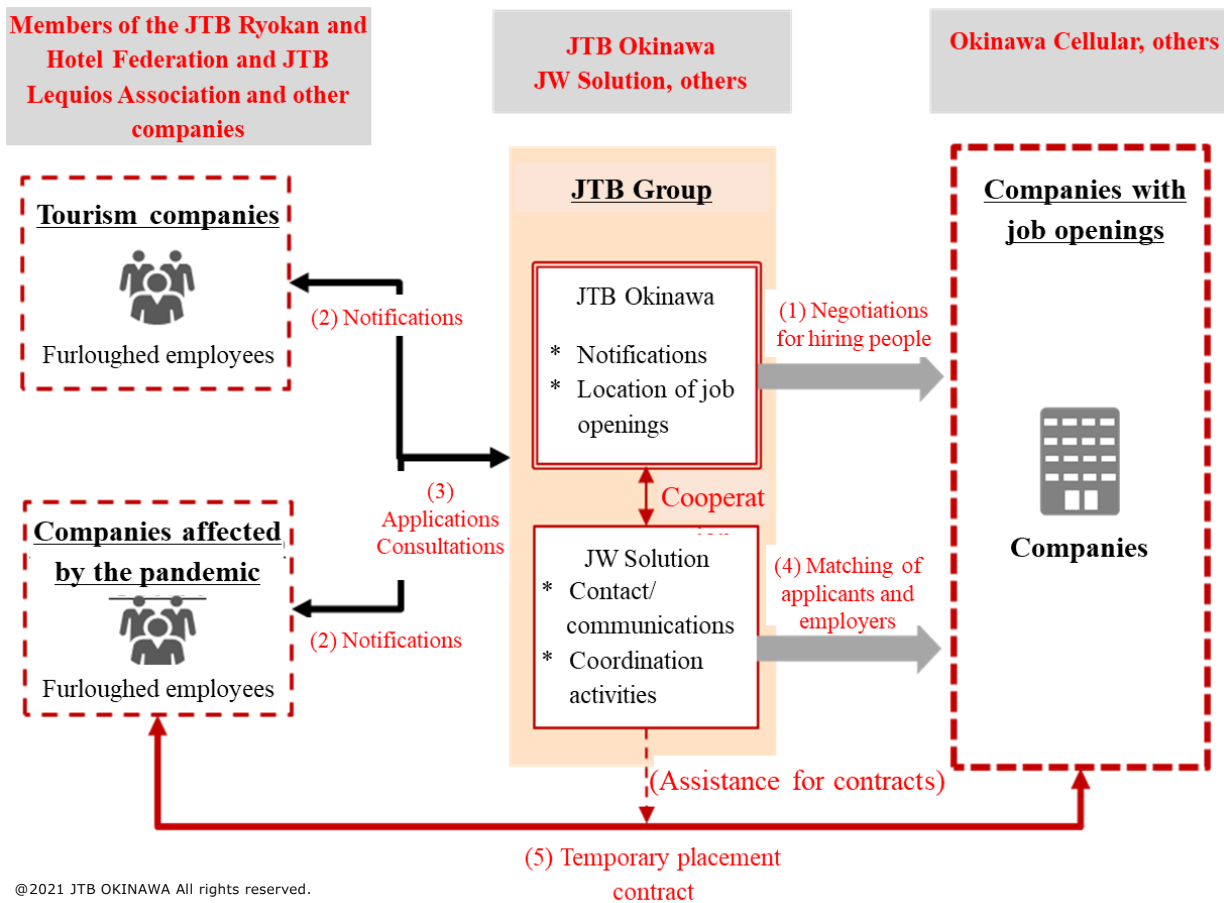 Members of the JTB Ryokan and
Hotel Federation and JTB
Lequios Association and other
companies
JTB Okinawa
JW Solution, others
Okinawa Cellular, others
Tourism companies
Furloughed employees
(2) Notifications
Companies affected
by the pandemic
Furloughed employees
(2) Notifications
(3)
Applications
Consultations
JTB Group
JTB Okinawa
* Notifications
* Location of job
openings
Cooperat
JW Solution
* Contact/
communications
* Coordination
activities
(1) Negotiations
for hiring people
(4) Matching of
applicants and
employers
Companies with
job openings
Companies
(Assistance for contracts)
(5) Temporary placement
contract
@2021 JTB OKINAWA All rights reserved.